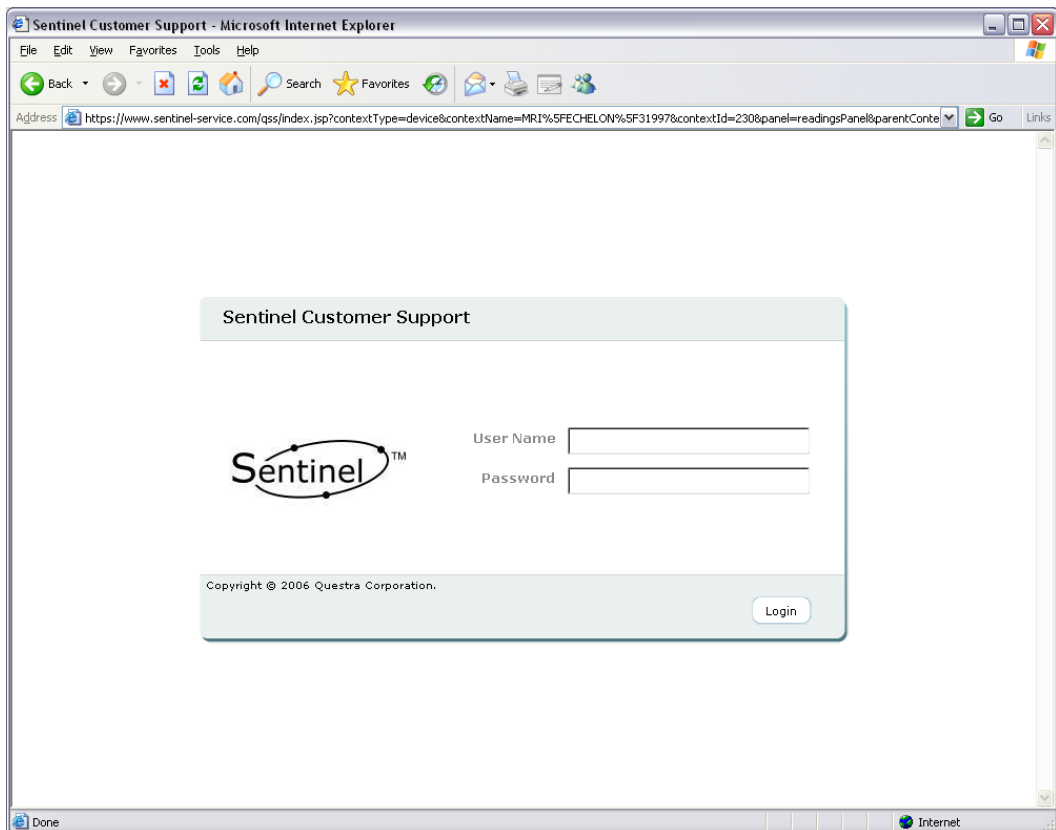 Sentinel Customer Support - Microsoft Internet Explorer
File Edit View Favorites Tools Help
Back Search Favorites
Address https://www.sentinel-service.com/qss/index.jsp?contextType=device&contextName=MRI%5FECHELON%5F31997&contextId=230&panel=readingsPanel&parentConte Go Links
Sentinel Customer Support
User Name
Sentinel™
Password
Copyright © 2006 Questra Corporation.
Login
Done Internet